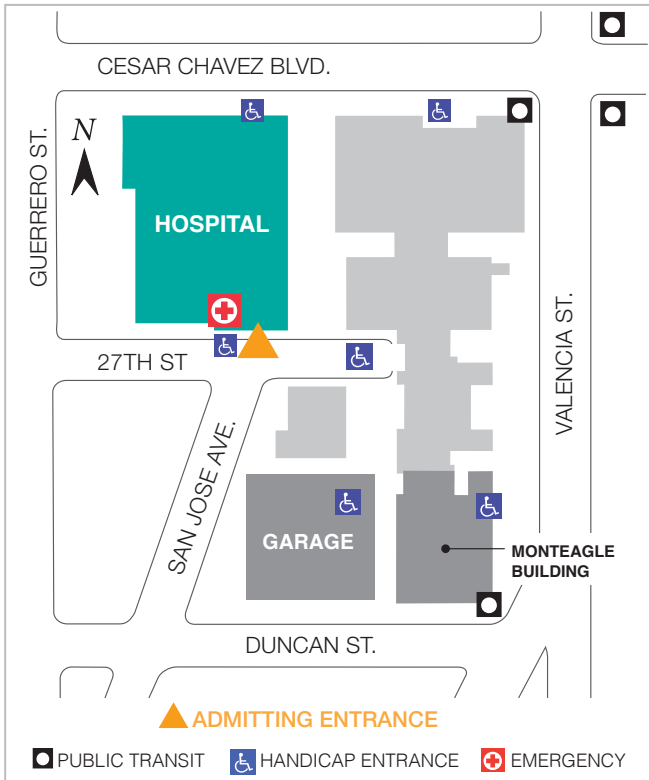 CESAR CHAVEZ BLVD.
GUERRERO ST.
N
HOSPITAL
27TH ST
VALENCIA ST.
SAN JOSE AVE.
GARAGE
MONTEAGLE
BUILDING
DUNCAN ST.
ADMITTING ENTRANCE
PUBLIC TRANSIT
HANDICAP ENTRANCE
EMERGENCY